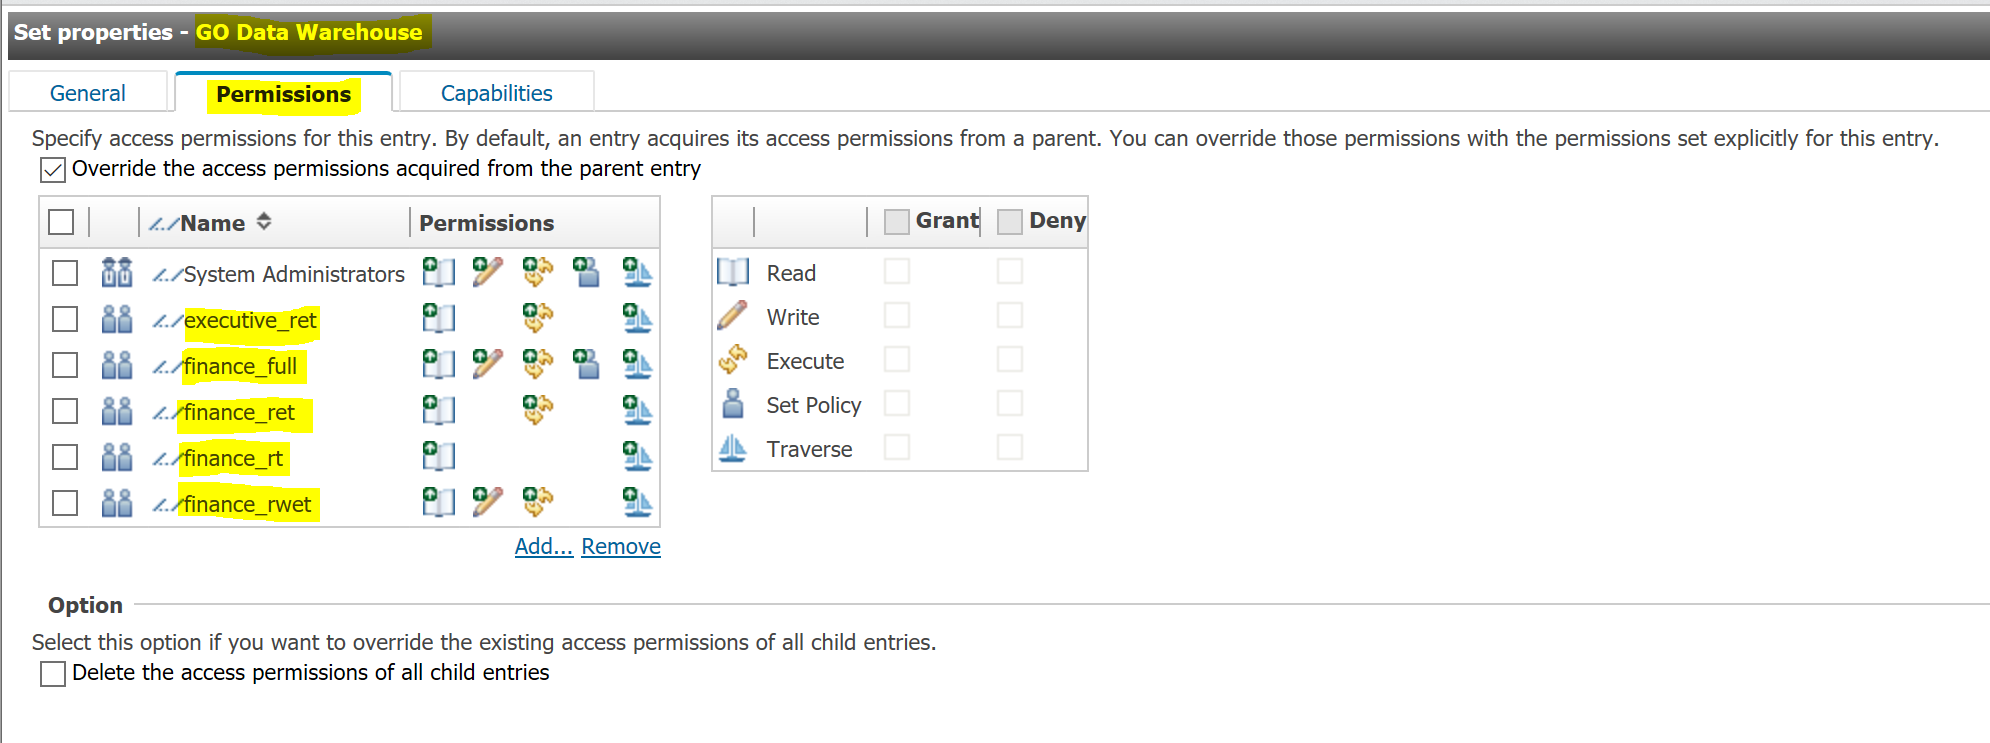 Set properties - GO Data Warehouse
General Permissions Capabilities
Specify access permissions for this entry. By default, an entry acquires its access permissions from a parent. You can override those permissions with the permissions set explicitly for this entry.
Override the access permissions acquired from the parent entry
Name Permissions
System Administrators
executive_ret
finance_full
finance_ret
finance_rt
finance_rwet
Add... Remove
Grant Deny
Read
Write
Execute
Set Policy
Traverse
Option
Select this option if you want to override the existing access permissions of all child entries.
Delete the access permissions of all child entries